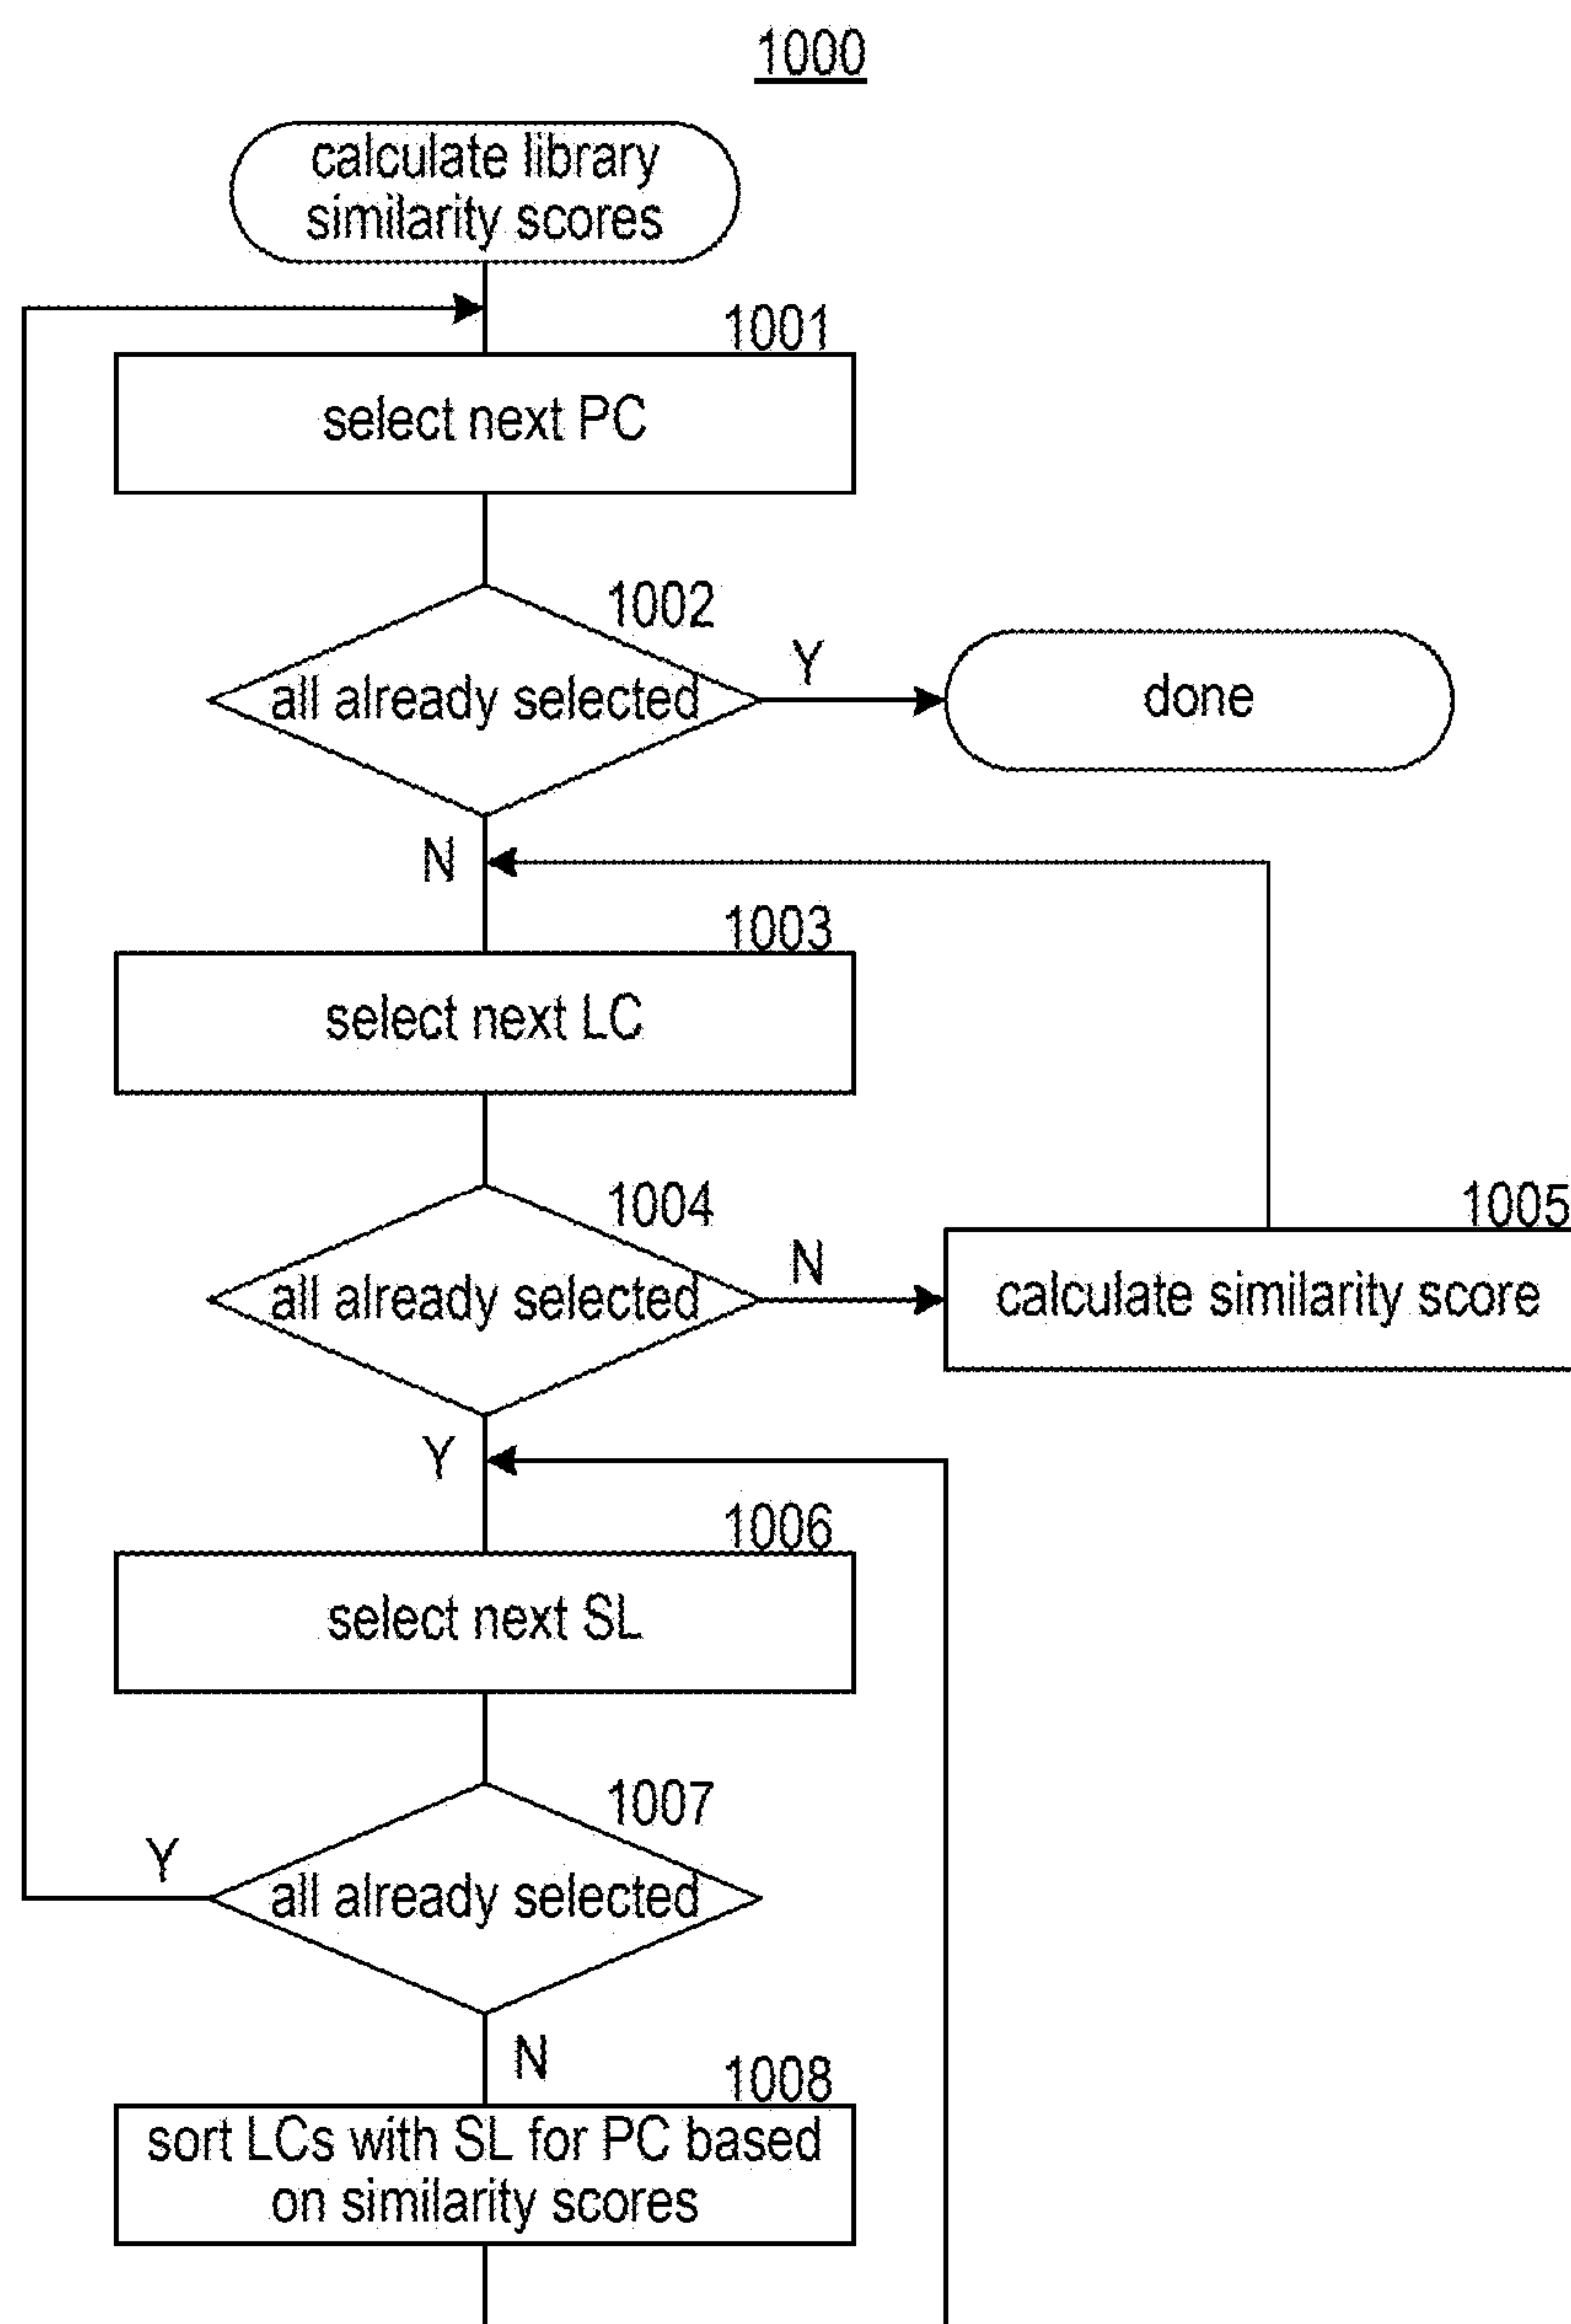 1000
calculate library
similarity scores
1001
select next PC
1002
all already selected
Y
done
N
1003
select next LC
1004
all already selected
N
1005
calculate similarity score
Y
1006
select next SL
1007
all already selected
Y
N
1008
sort LCs with SL for PC based
on similarity scores